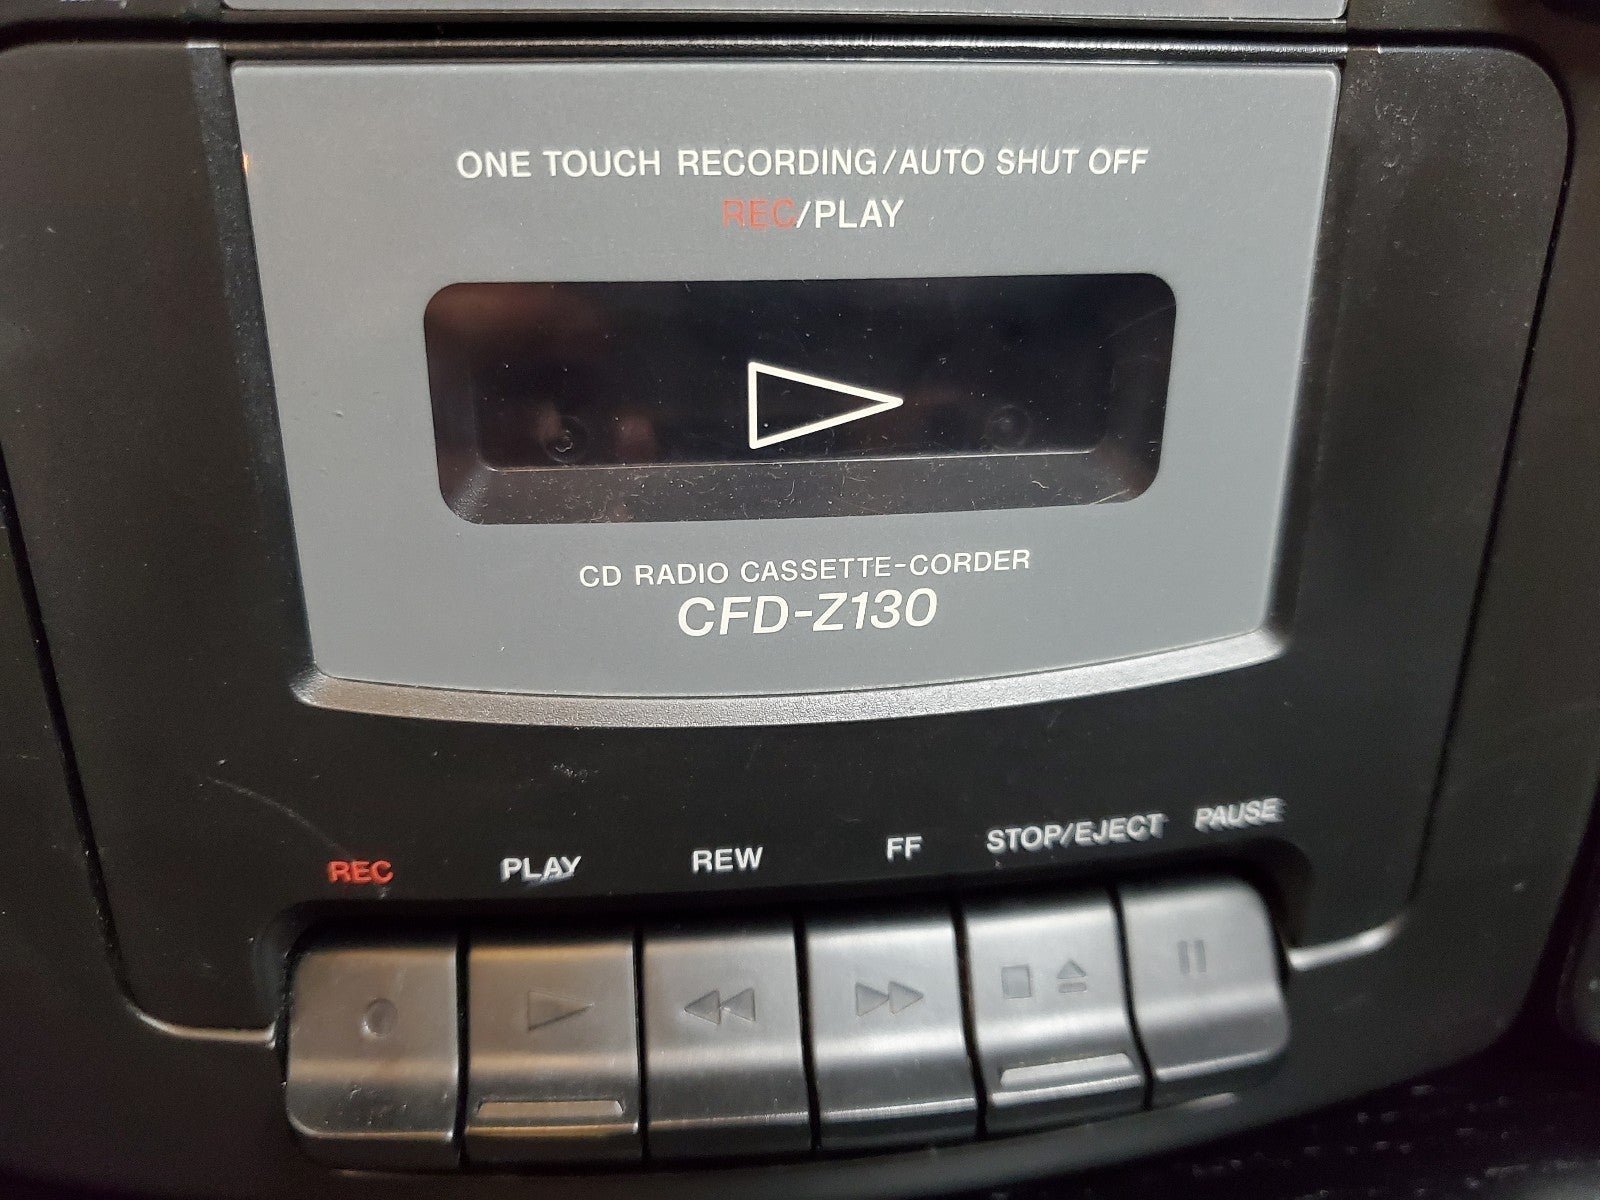 ONE TOUCH RECORDING/AUTO SHUT OFF
REC/PLAY
CD RADIO CASSETTE-CORDER
CFD-Z130
REC PLAY REW FF STOP/EJECT PAUSE